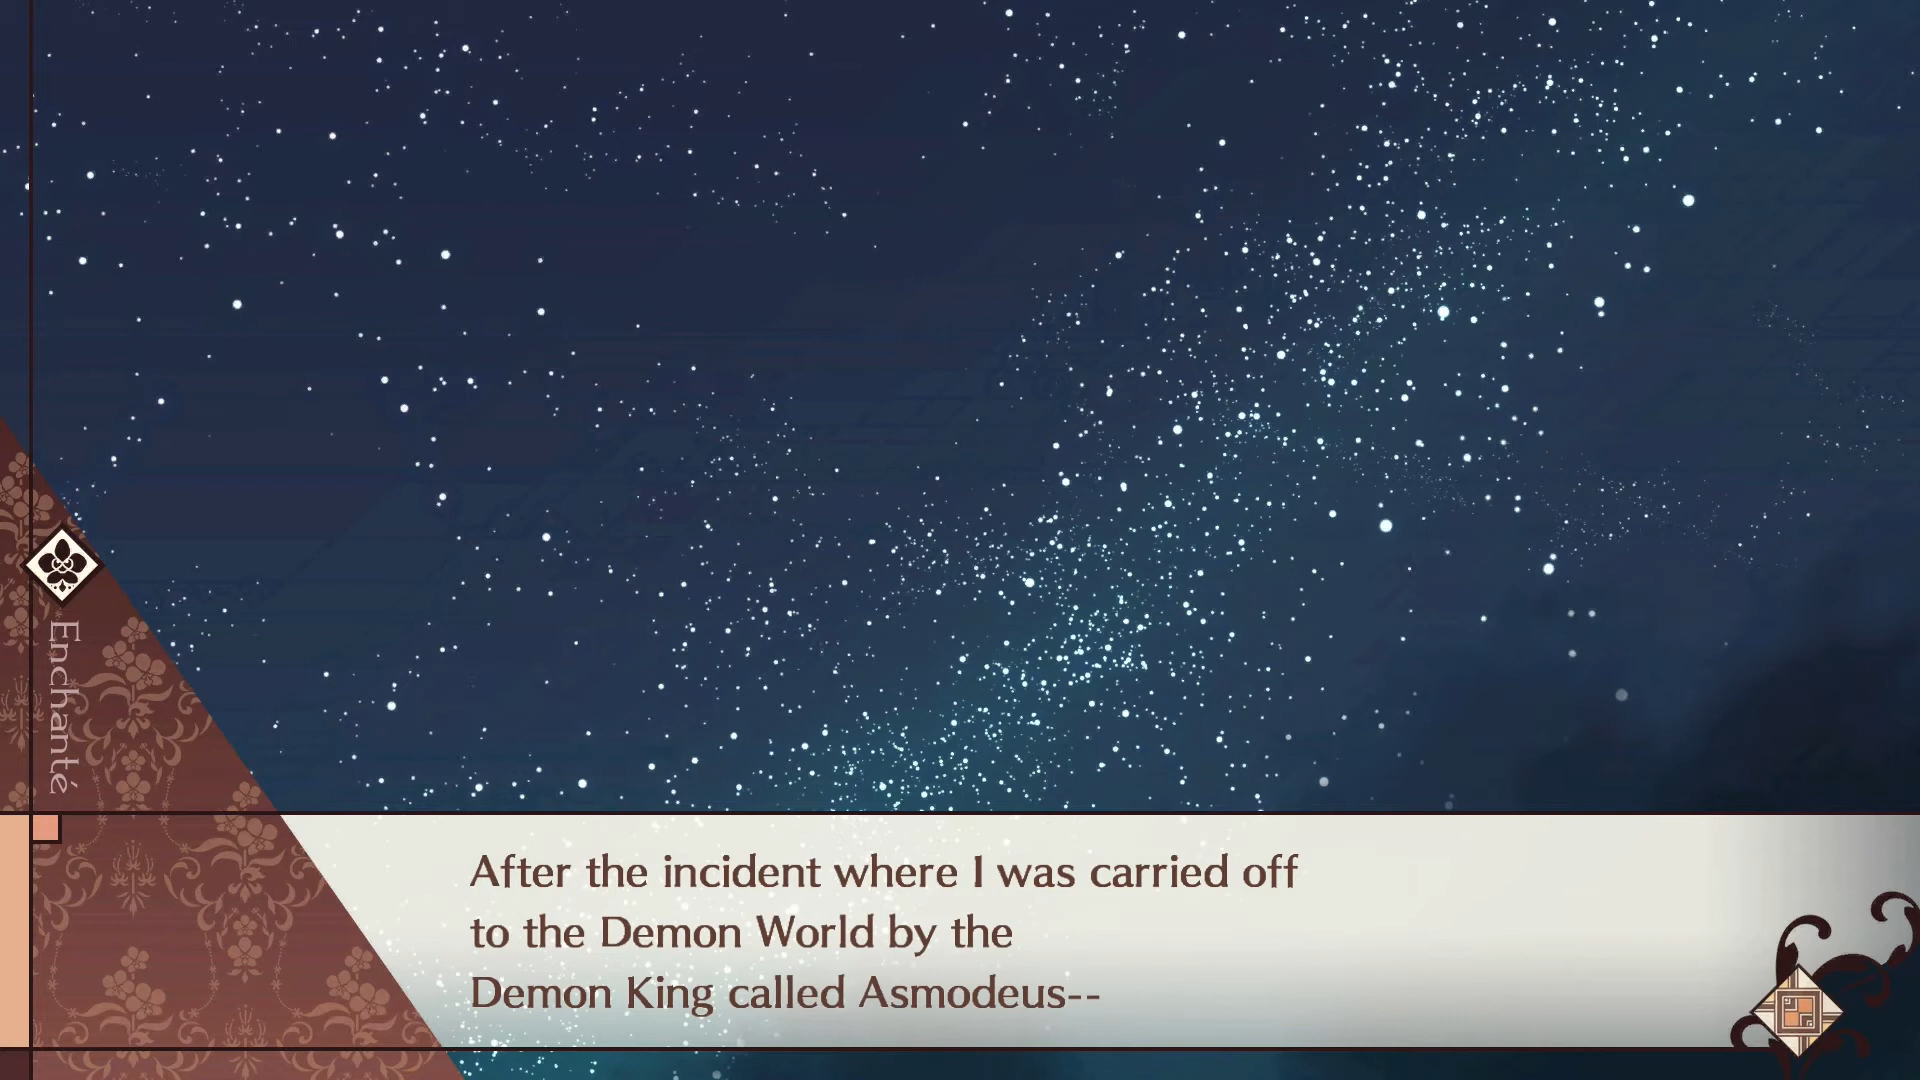 Enchanté
After the incident where I was carried off
to the Demon World by the
Demon King called Asmodeus--